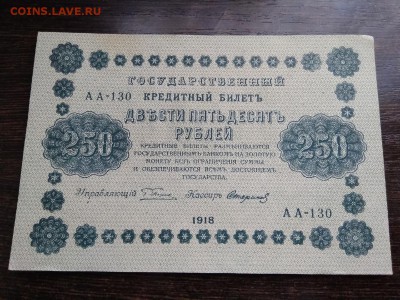 COINS.LAVE.RU
ГОСУДАРСТВЕННЫЙ
АА-130 КРЕДИТНЫЙ БИЛЕТЪ
ДВѢСТИ ПЯТЬДЕСЯТЪ
РУБЛЕЙ
250 250
КРЕДИТНЫЕ БИЛЕТЫ РАЗМѢНИВАЮТСЯ
ГОСУДАРСТВЕННЫМЪ БАНКОМЪ НА ЗОЛОТУЮ
МОНЕТУ БЕЗЪ ОГРАНИЧЕНІЯ СУММЫ
И ОБЕЗПЕЧИВАЮТСЯ ВСѢМЪ ДОСТОЯНІЕМЪ
ГОСУДАРСТВА.
Управляющій Кассиръ
1918
АА-130